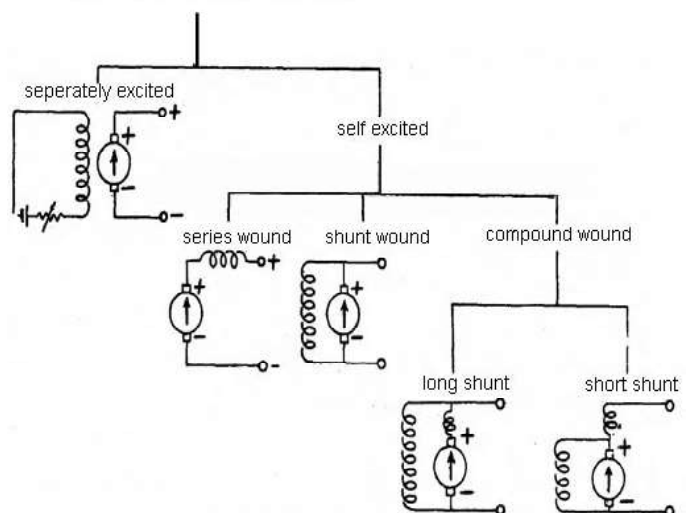 seperately excited
self excited
series wound
shunt wound
compound wound
long shunt
short shunt